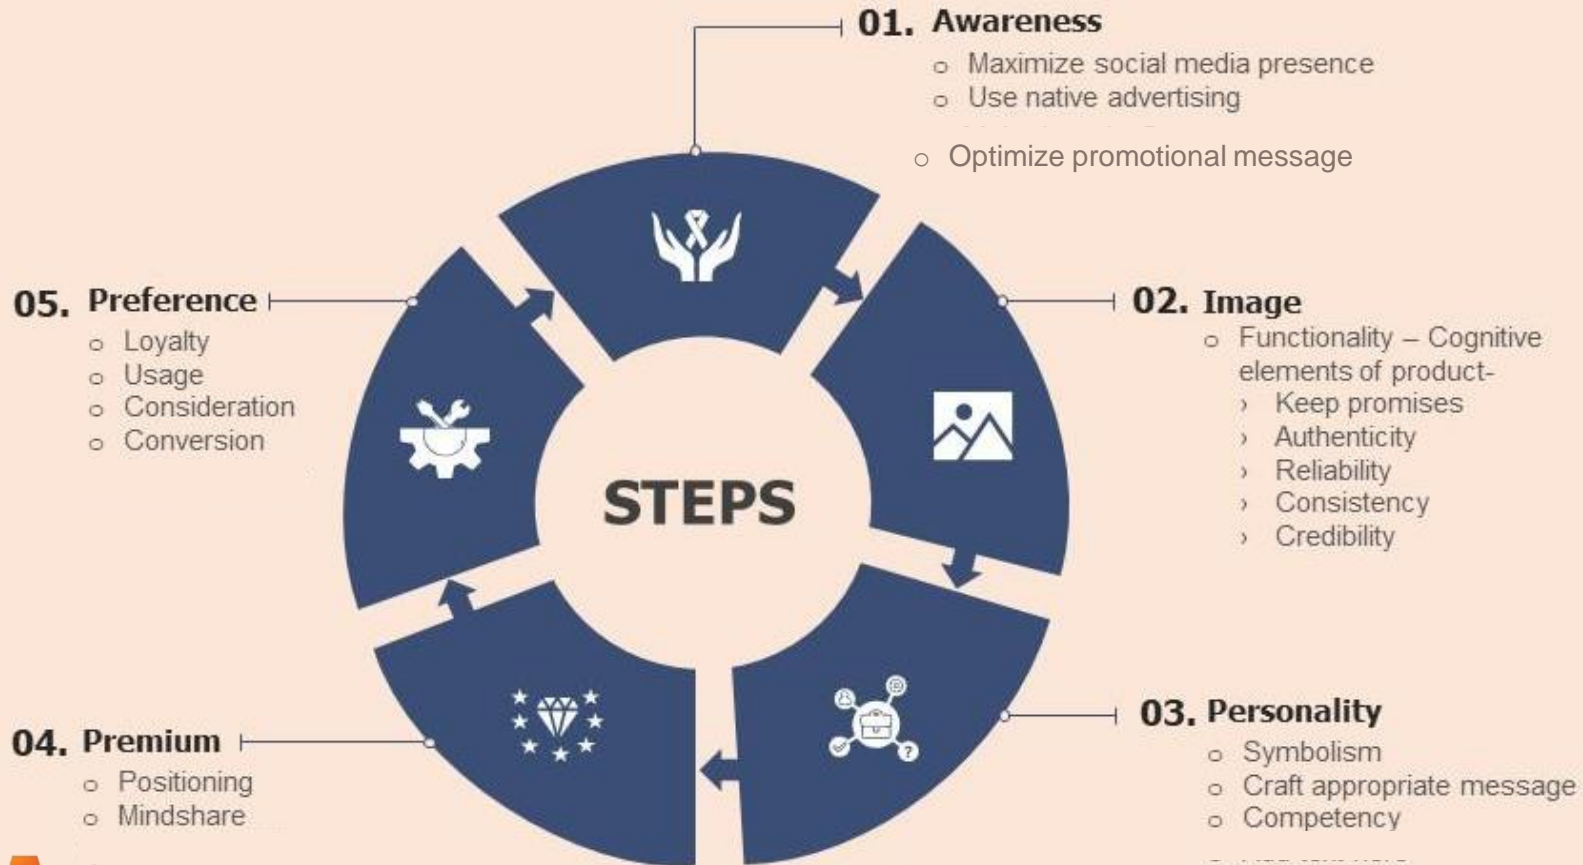 01. Awareness
o Maximize social media presence
o Use native advertising
o Optimize promotional message
02. Image
o Functionality – Cognitive
elements of product-
› Keep promises
› Authenticity
› Reliability
› Consistency
› Credibility
03. Personality
o Symbolism
o Craft appropriate message
o Competency
04. Premium
o Positioning
o Mindshare
05. Preference
o Loyalty
o Usage
o Consideration
o Conversion
STEPS
?